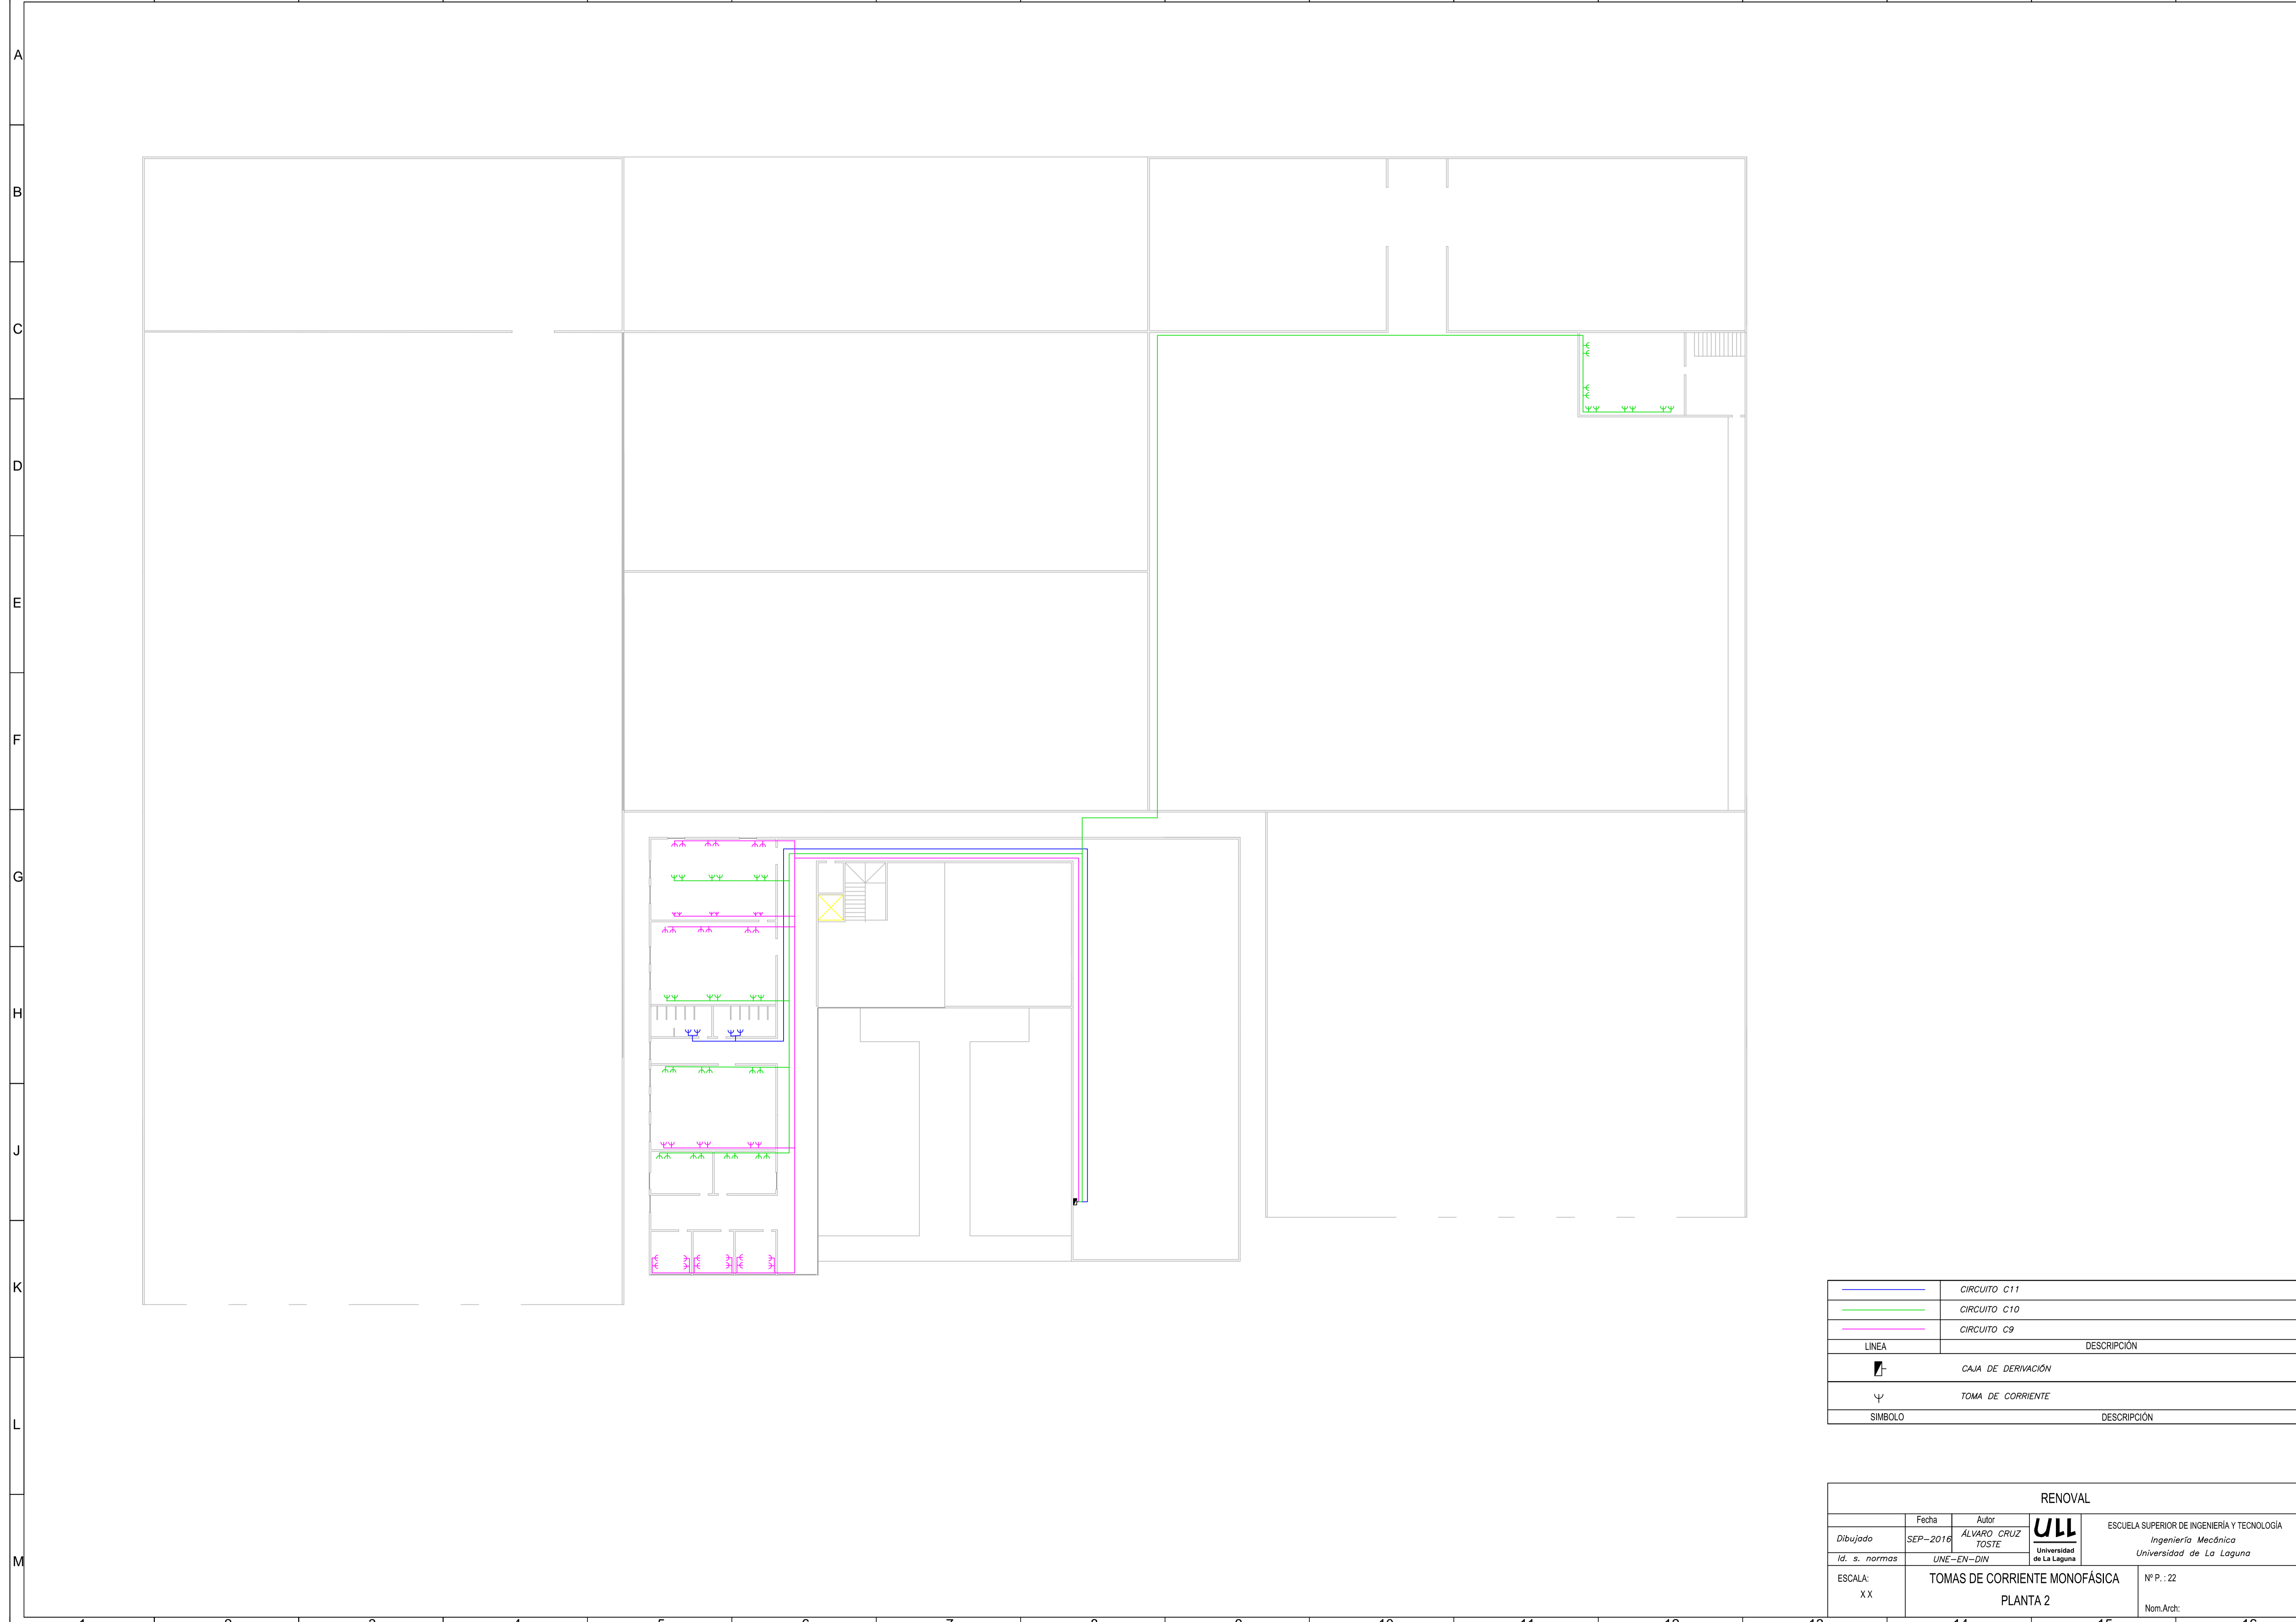 A
B
C
D
E
F
G
H
J
K
L
M
CIRCUITO C11
CIRCUITO C10
CIRCUITO C9
LINEA DESCRIPCIÓN
CAJA DE DERIVACIÓN
TOMA DE CORRIENTE
SIMBOLO DESCRIPCIÓN
RENOVAL
Fecha Autor
Dibujado SEP-2016 ÁLVARO CRUZ
TOSTE
Id. s. normas UNE-EN-DIN
ULL
Universidad
de La Laguna
ESCUELA SUPERIOR DE INGENIERÍA Y TECNOLOGÍA
Ingeniería Mecánica
Universidad de La Laguna
ESCALA:
X X
TOMAS DE CORRIENTE MONOFÁSICA
PLANTA 2
Nº P. : 22
Nom.Arch: